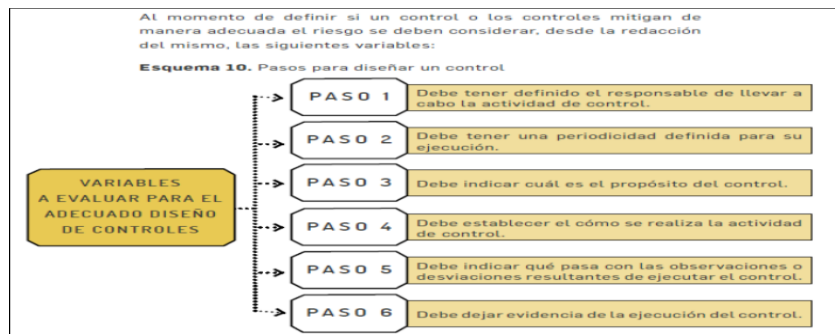 Al momento de definir si un control o los controles mitigan de
manera adecuada el riesgo se deben considerar, desde la redacción
del mismo, las siguientes variables:
Esquema 10. Pasos para diseñar un control
VARIABLES
A EVALUAR PARA EL
ADECUADO DISEÑO
DE CONTROLES
PASO 1
Debe tener definido el responsable de llevar a
cabo la actividad de control.
PASO 2
Debe tener una periodicidad definida para su
ejecución.
PASO 3
Debe indicar cuál es el propósito del control.
PASO 4
Debe establecer el cómo se realiza la actividad
de control.
PASO 5
Debe indicar qué pasa con las observaciones o
desviaciones resultantes de ejecutar el control.
PASO 6
Debe dejar evidencia de la ejecución del control.